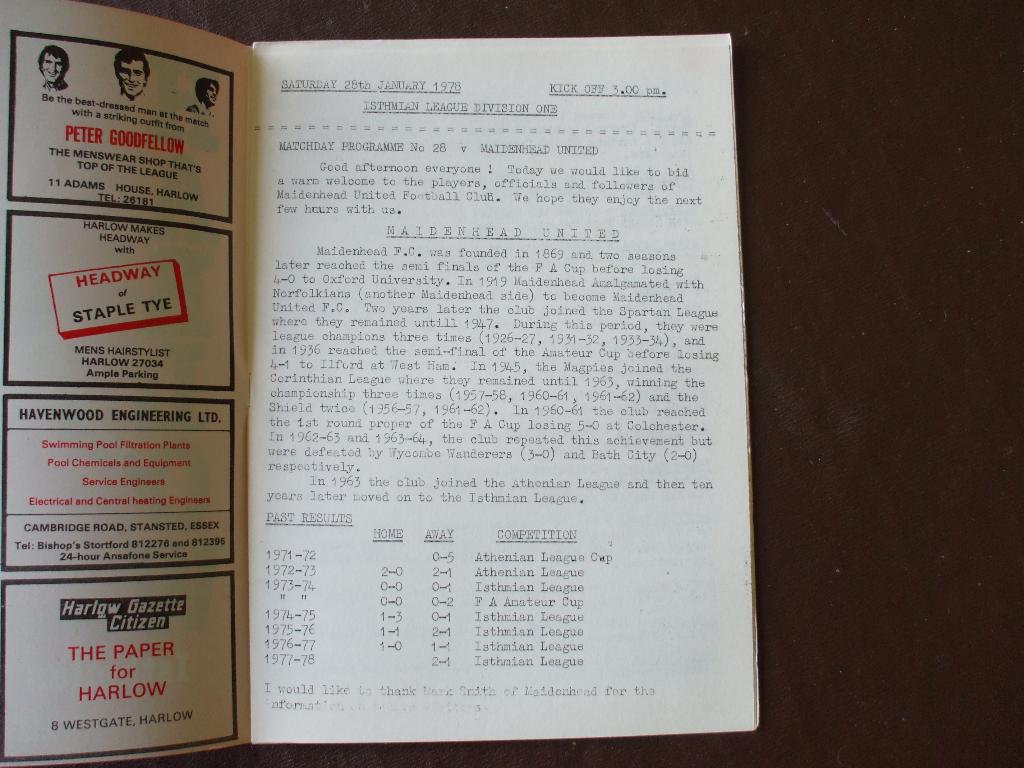 Be the best-dressed man at the match
with a striking outfit from
PETER GOODFELLOW
THE MENSWEAR SHOP THAT'S
TOP OF THE LEAGUE
11 ADAMS HOUSE, HARLOW
TEL: 26181
HARLOW MAKES
HEADWAY
with
HEADWAY
of
STAPLE TYE
MENS HAIRSTYLIST
HARLOW 27034
Ample Parking
HAYENWOOD ENGINEERING LTD.
Swimming Pool Filtration Plants
Pool Chemicals and Equipment
Service Engineers
Electrical and Central heating Engineers
CAMBRIDGE ROAD, STANSTED, ESSEX
Tel: Bishop's Stortford 812276 and 812395
24-hour Ansafone Service
Harlow Gazette
Citizen
THE PAPER
for
HARLOW
8 WESTGATE, HARLOW
SATURDAY 28th JANUARY 1978 KICK OFF 3.00 pm.
ISTHMIAN LEAGUE DIVISION ONE
MATCHDAY PROGRAMME No 28 v MAIDENHEAD UNITED
Good afternoon everyone ! Today we would like to bid
a warm welcome to the players, officials and followers of
Maidenhead United Football Club. We hope they enjoy the next
few hours with us.
MAIDENHEAD UNITED
Maidenhead F.C. was founded in 1869 and two seasons
later reached the semi finals of the F A Cup before losing
4-0 to Oxford University. In 1919 Maidenhead Amalgamated with
Norfolkians (another Maidenhead side) to become Maidenhead
United F.C. Two years later the club joined the Spartan League
where they remained untill 1947. During this period, they were
league champions three times (1926-27, 1931-32, 1933-34), and
in 1936 reached the semi-final of the Amateur Cup before losing
4-1 to Ilford at West Ham. In 1945, the Magpies joined the
Corinthian League where they remained until 1963, winning the
championship three times (1957-58, 1960-61, 1961-62) and the
Shield twice (1956-57, 1961-62). In 1960-61 the club reached
the 1st round proper of the F A Cup losing 5-0 at Colchester.
In 1962-63 and 1963-64, the club repeated this achievement but
were defeated by Wycombe Wanderers (3-0) and Bath City (2-0)
respectively.
In 1963 the club joined the Athonian League and then ten
years later moved on to the Isthmian League.
PAST RESULTS
HOME AWAY COMPETITION
1971-72 0-5 Athenian League Cup
1972-73 2-0 2-1 Athenian League
1973-74 0-0 0-1 Isthmian League
" " 0-0 0-2 F A Amateur Cup
1974-75 1-3 0-1 Isthmian League
1975-76 1-1 2-1 Isthmian League
1976-77 1-0 1-1 Isthmian League
1977-78 2-1 Isthmian League
I would like to thank Mark Smith of Maidenhead for the
information on visitors.